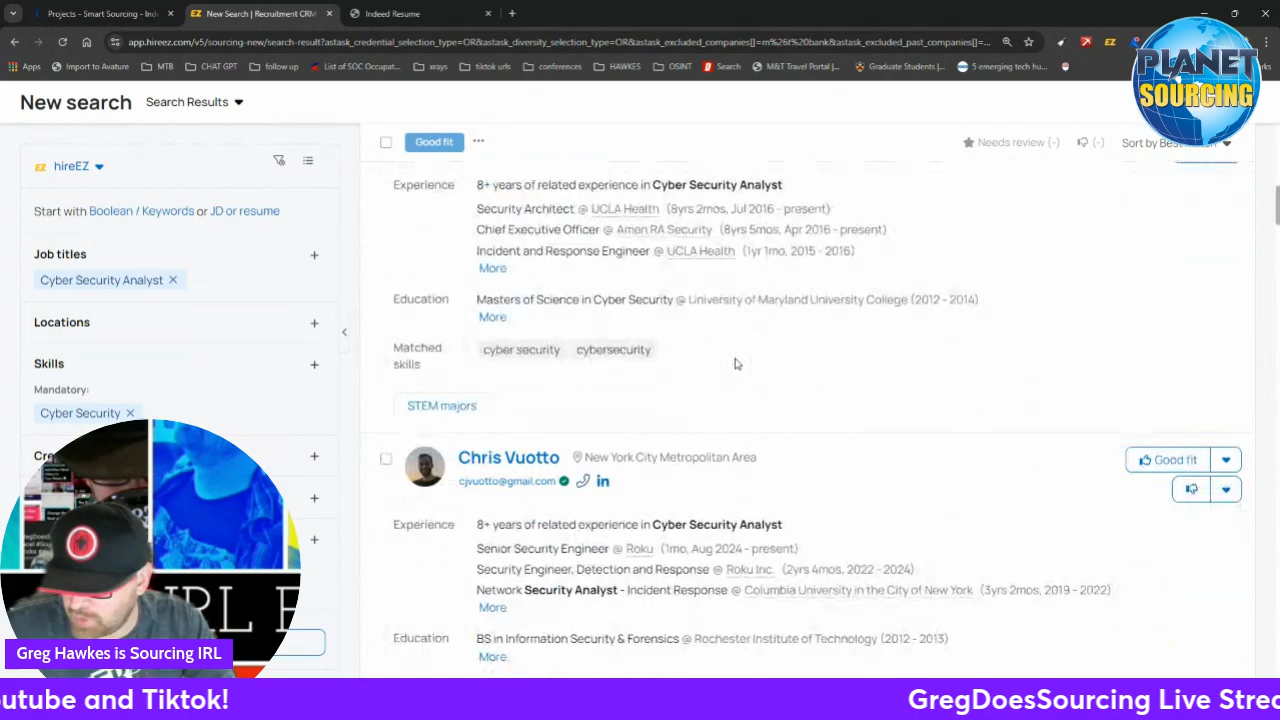 Projects - Smart Sourcing - Ind
New Search | Recruitment CRM
Indeed Resume
app.hireez.com/v5/sourcing-new/search-result?astask_credential_selection_type=OR&astask_diversity_selection_type=OR&astask_excluded_companies[]=m%26t%20bank&astask_excluded_past_companies[]=...
Apps
Import to Avature
MTB
CHAT GPT
follow up
List of SOC Occupat...
xrays
tiktok urls
conferences
HAWKES
OSINT
Search
M&T Travel Portal |...
Graduate Students |...
5 emerging tech hu...
PLANET
SOURCING
New search
Search Results
Good fit
...
Needs review (-)
(-)
Sort by Best
hireEZ
Start with Boolean / Keywords or JD or resume
Job titles
Cyber Security Analyst
Locations
Skills
Mandatory:
Cyber Security
Experience
8+ years of related experience in Cyber Security Analyst
Security Architect @ UCLA Health (8yrs 2mos, Jul 2016 - present)
Chief Executive Officer @ Amen RA Security (8yrs 5mos, Apr 2016 - present)
Incident and Response Engineer @ UCLA Health (1yr 1mo, 2015 - 2016)
More
Education
Masters of Science in Cyber Security @ University of Maryland University College (2012 - 2014)
More
Matched
skills
cyber security
cybersecurity
STEM majors
Chris Vuotto
New York City Metropolitan Area
cjvuotto@gmail.com
Good fit
Experience
8+ years of related experience in Cyber Security Analyst
Senior Security Engineer @ Roku (1mo, Aug 2024 - present)
Security Engineer, Detection and Response @ Roku Inc. (2yrs 4mos, 2022 - 2024)
Network Security Analyst - Incident Response @ Columbia University in the City of New York (3yrs 2mos, 2019 - 2022)
More
Education
BS in Information Security & Forensics @ Rochester Institute of Technology (2012 - 2013)
More
IRL
Greg Hawkes is Sourcing IRL
outube and Tiktok!
GregDoesSourcing Live Strea